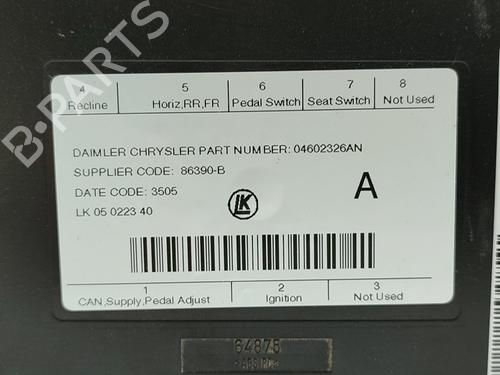 4 5 6 7 8
Recline Horiz,RR,FR Pedal Switch Seat Switch Not Used
DAIMLER CHRYSLER PART NUMBER: 04602326AN
SUPPLIER CODE: 86390-B
DATE CODE: 3505
LK 05 0223 40
LK
A
1 2 3
CAN,Supply,Pedal Adjust Ignition Not Used
64875
B-PARTS